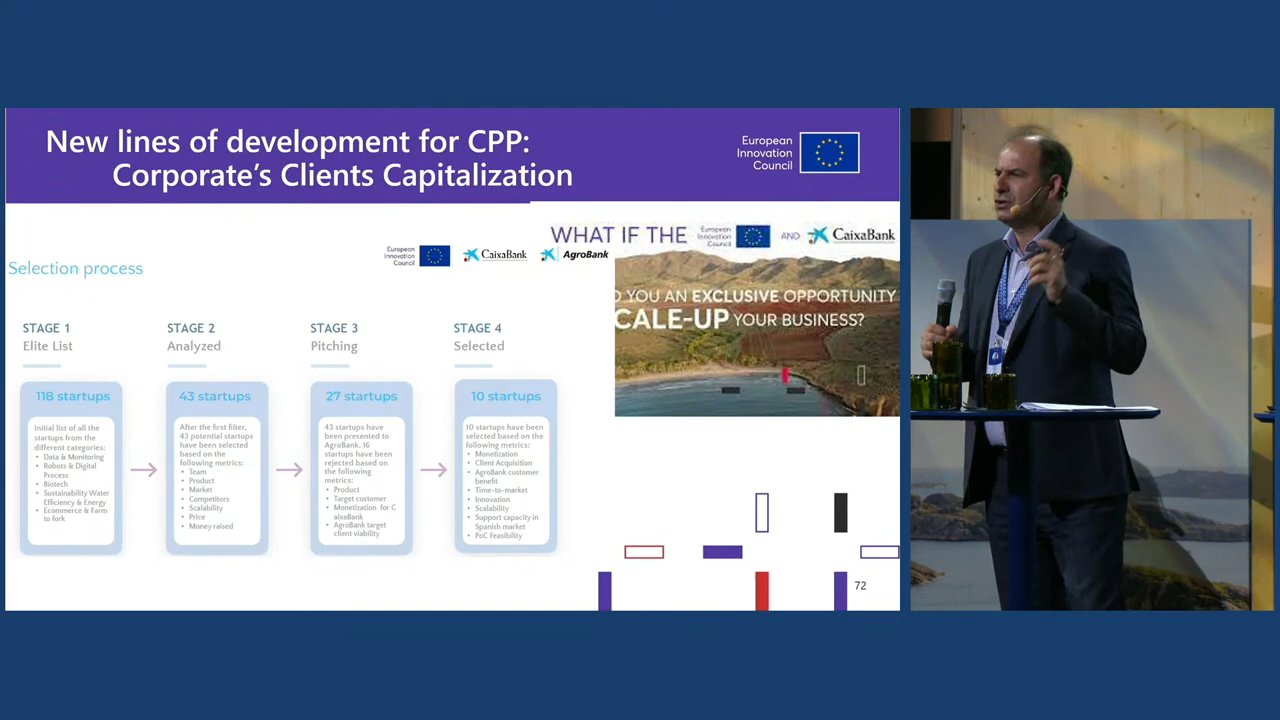 New lines of development for CPP:
Corporate's Clients Capitalization
European
Innovation
Council
Selection process
European
Innovation
Council
CaixaBank
AgroBank
WHAT IF THE
European
Innovation
Council
AND
CaixaBank
YOU AN EXCLUSIVE OPPORTUNITY
CALE-UP YOUR BUSINESS?
STAGE 1
Elite List
118 startups
Initial list of all the
startups from the
different categories:
• Data & Monitoring
• Robots & Digital
Process
• Biotech
• Sustainability Water
Efficiency & Energy
• Ecommerce & Farm
to fork
STAGE 2
Analyzed
43 startups
After the first filter,
43 potential startups
have been selected
based on the
following metrics:
• Team
• Product
• Market
• Competitors
• Scalability
• Price
• Money raised
STAGE 3
Pitching
27 startups
43 startups have
been presented to
AgroBank. 16
startups have been
rejected based on
the following
metrics:
• Product
• Target customer
• Monetization for C
aixaBank
• AgroBank target
client viability
STAGE 4
Selected
10 startups
10 startups have been
selected based on the
following metrics:
• Monetization
• Client Acquisition
• AgroBank customer
benefit
• Time-to-market
• Innovation
• Scalability
• Support capacity in
Spanish market
• PoC Feasibility
72